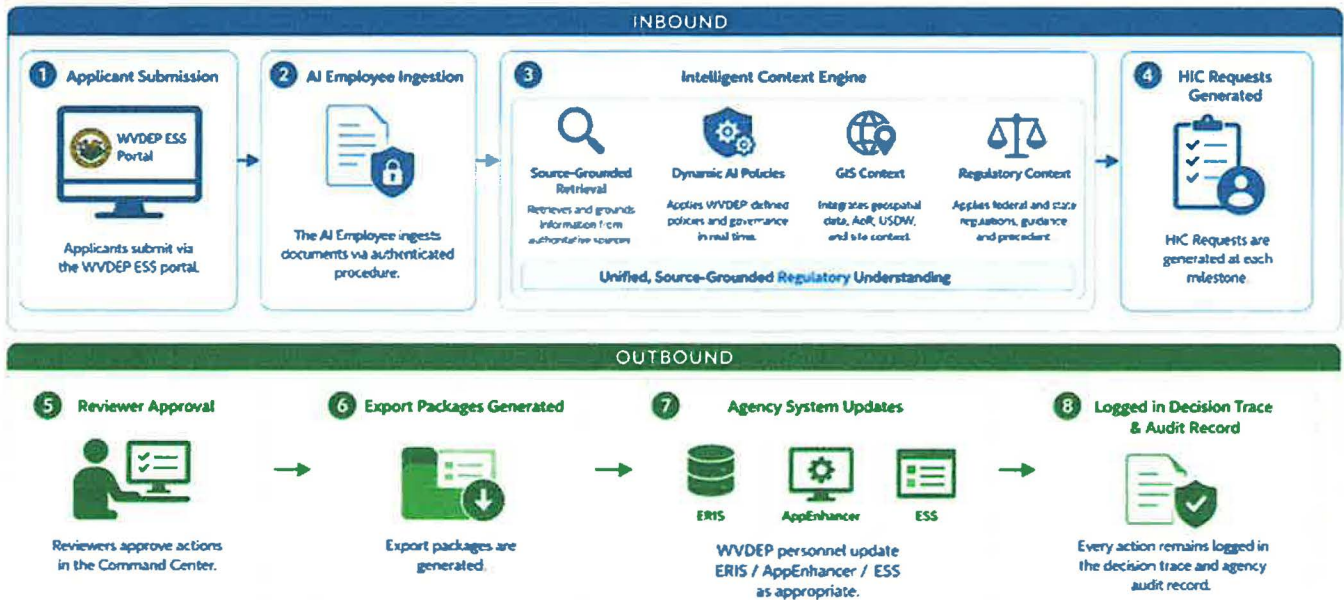 INBOUND
1 Applicant Submission
WVDEP ESS
Portal
Applicants submit via
the WVDEP ESS portal.
2 AI Employee Ingestion
The AI Employee ingests
documents via authenticated
procedure.
3 Intelligent Context Engine
Source-Grounded
Retrieval
Retrieves and grounds
information from
authoritative sources
Dynamic AI Policies
Applies WVDEP defined
policies and governance
in real time.
GIS Context
Integrates geospatial
data, AoR, USDW,
and site context.
Regulatory Context
Applies federal and state
regulations, guidance
and precedent
Unified, Source-Grounded Regulatory Understanding
4 HIC Requests
Generated
HIC Requests are
generated at each
milestone.
OUTBOUND
5 Reviewer Approval
Reviewers approve actions
in the Command Center.
6 Export Packages Generated
Export packages are
generated.
7 Agency System Updates
ERIS
AppEnhancer
ESS
WVDEP personnel update
ERIS / AppEnhancer / ESS
as appropriate.
8 Logged in Decision Trace
& Audit Record
Every action remains logged in
the decision trace and agency
audit record.